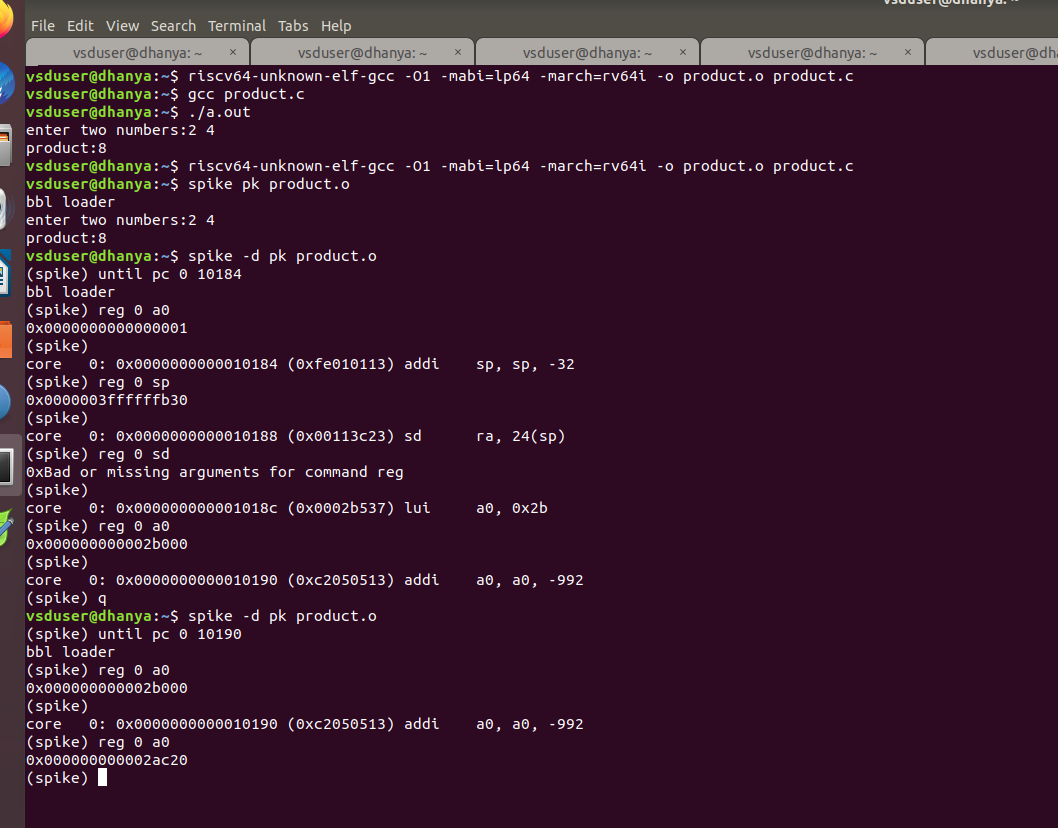 vsduser@dhanya: ~
File Edit View Search Terminal Tabs Help
vsduser@dhanya: ~ × vsduser@dhanya: ~ × vsduser@dhanya: ~ × vsduser@dhanya: ~ × vsduser@dha
vsduser@dhanya:~$ riscv64-unknown-elf-gcc -O1 -mabi=lp64 -march=rv64i -o product.o product.c
vsduser@dhanya:~$ gcc product.c
vsduser@dhanya:~$ ./a.out
enter two numbers:2 4
product:8
vsduser@dhanya:~$ riscv64-unknown-elf-gcc -O1 -mabi=lp64 -march=rv64i -o product.o product.c
vsduser@dhanya:~$ spike pk product.o
bbl loader
enter two numbers:2 4
product:8
vsduser@dhanya:~$ spike -d pk product.o
(spike) until pc 0 10184
bbl loader
(spike) reg 0 a0
0x0000000000000001
(spike)
core   0: 0x0000000000010184 (0xfe010113) addi    sp, sp, -32
(spike) reg 0 sp
0x0000003ffffffb30
(spike)
core   0: 0x0000000000010188 (0x00113c23) sd      ra, 24(sp)
(spike) reg 0 sd
0xBad or missing arguments for command reg
(spike)
core   0: 0x000000000001018c (0x0002b537) lui     a0, 0x2b
(spike) reg 0 a0
0x000000000002b000
(spike)
core   0: 0x0000000000010190 (0xc2050513) addi    a0, a0, -992
(spike) q
vsduser@dhanya:~$ spike -d pk product.o
(spike) until pc 0 10190
bbl loader
(spike) reg 0 a0
0x000000000002b000
(spike)
core   0: 0x0000000000010190 (0xc2050513) addi    a0, a0, -992
(spike) reg 0 a0
0x000000000002ac20
(spike)